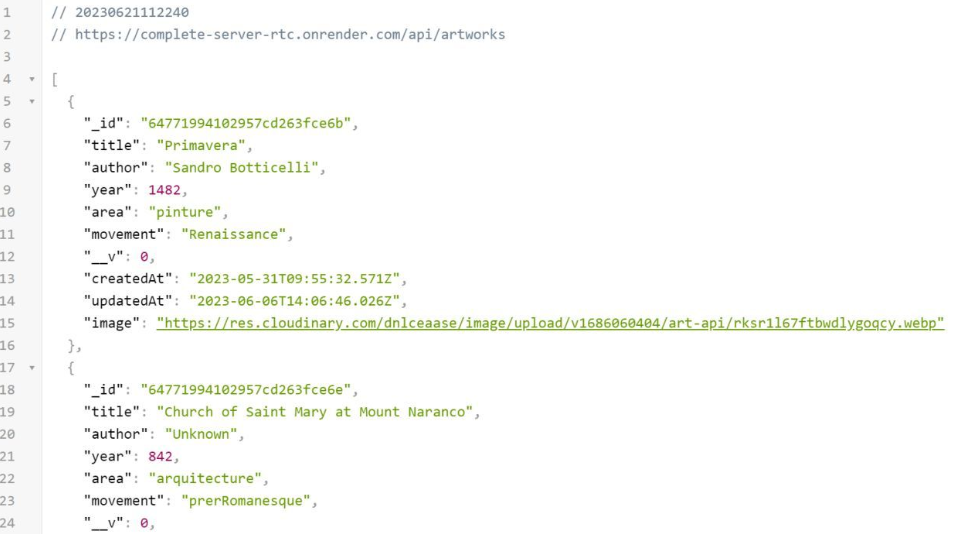 1 // 20230621112240
2 // https://complete-server-rtc.onrender.com/api/artworks
3
4 [
5 {
6 "_id": "64771994102957cd263fce6b",
7 "title": "Primavera",
8 "author": "Sandro Botticelli",
9 "year": 1482,
10 "area": "pinture",
11 "movement": "Renaissance",
12 "__v": 0,
13 "createdAt": "2023-05-31T09:55:32.571Z",
14 "updatedAt": "2023-06-06T14:06:46.026Z",
15 "image": "https://res.cloudinary.com/dnlceaase/image/upload/v1686060404/art-api/rksr1l67ftbwdlygoqcy.webp"
16 },
17 {
18 "_id": "64771994102957cd263fce6e",
19 "title": "Church of Saint Mary at Mount Naranco",
20 "author": "Unknown",
21 "year": 842,
22 "area": "arquitecture",
23 "movement": "prerRomanesque",
24 "__v": 0,